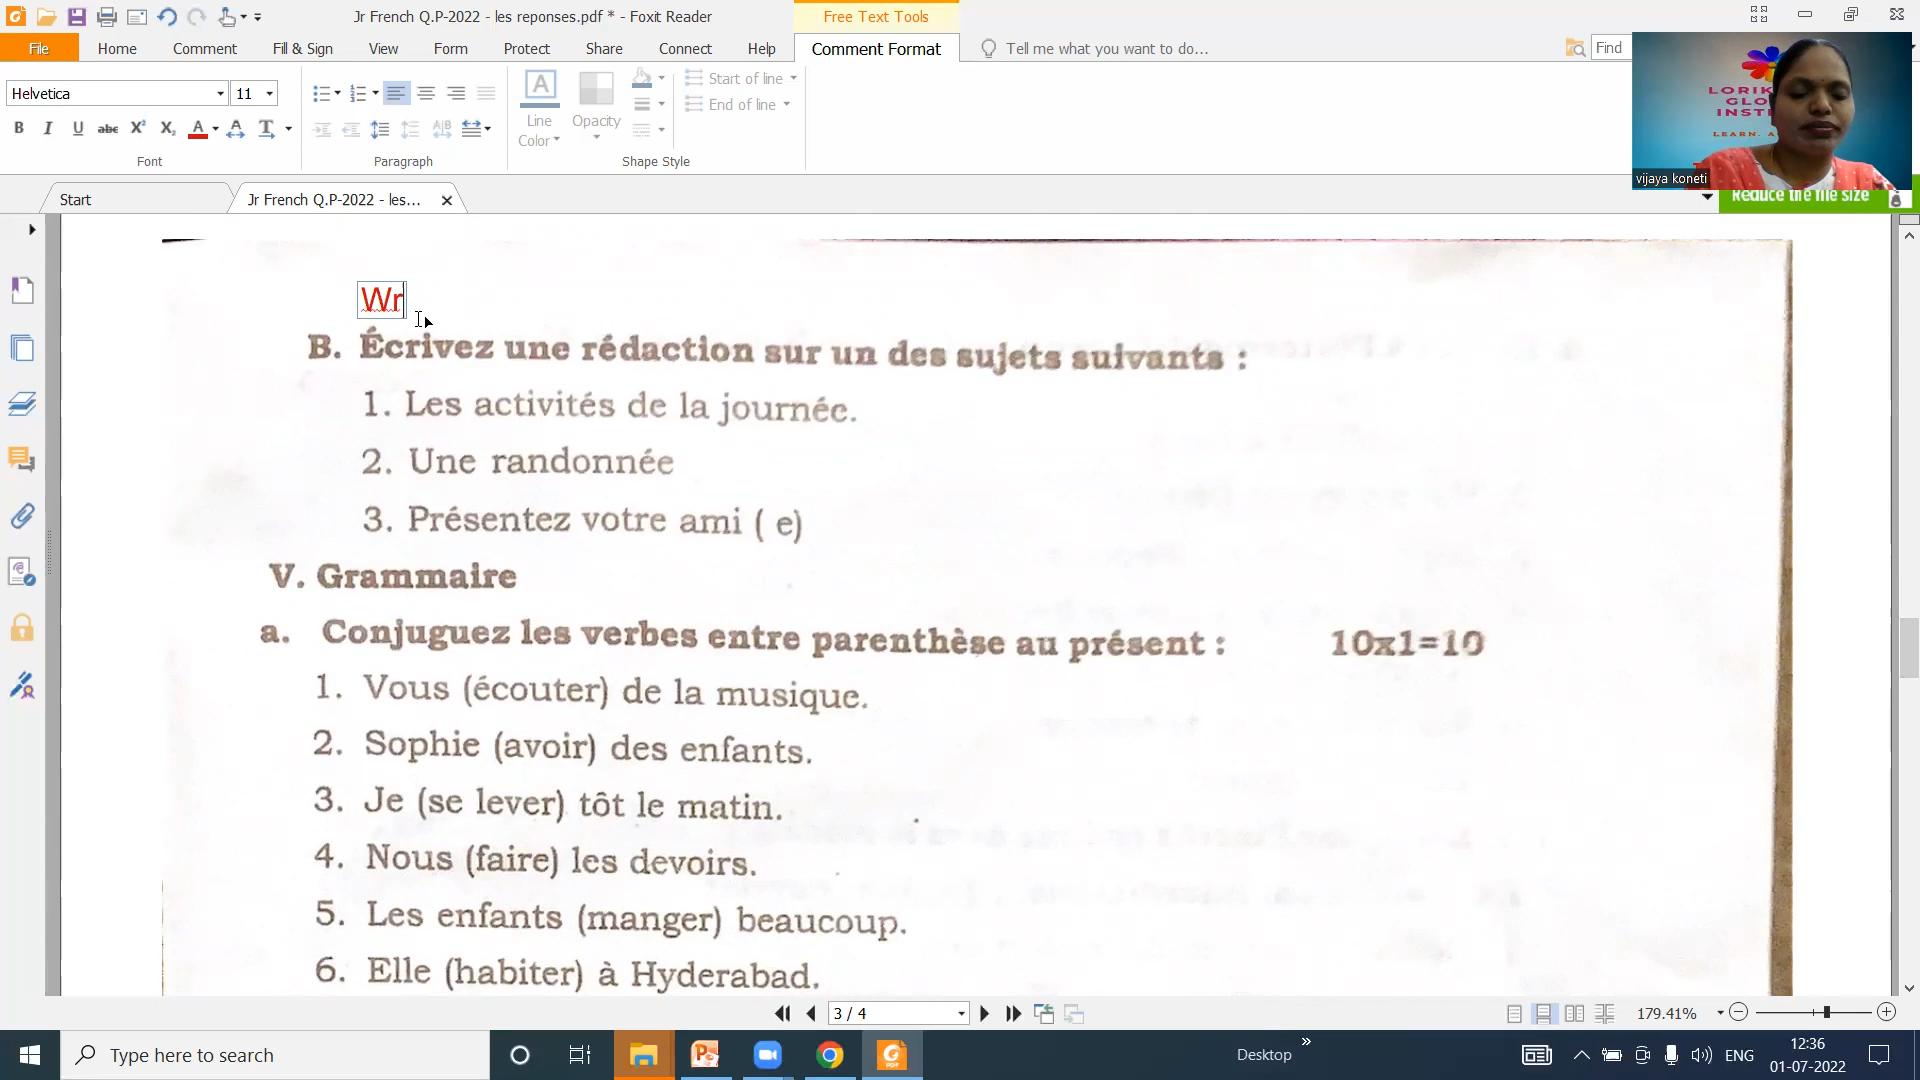 Jr French Q.P-2022 - les reponses.pdf * - Foxit Reader
Free Text Tools
File Home Comment Fill & Sign View Form Protect Share Connect Help Comment Format Tell me what you want to do... Find
Helvetica 11
Line Color
Opacity
Start of line
End of line
Font Paragraph Shape Style
LORIK
GLO
INST
LEARN. A
vijaya koneti
Start
Jr French Q.P-2022 - les...
Reduce the file size
Wr
B. Écrivez une rédaction sur un des sujets suivants :
1. Les activités de la journée.
2. Une randonnée
3. Présentez votre ami ( e)
V. Grammaire
a. Conjuguez les verbes entre parenthèse au présent : 10x1=10
1. Vous (écouter) de la musique.
2. Sophie (avoir) des enfants.
3. Je (se lever) tôt le matin.
4. Nous (faire) les devoirs.
5. Les enfants (manger) beaucoup.
6. Elle (habiter) à Hyderabad.
3 / 4
179.41%
Type here to search
Desktop
ENG
12:36
01-07-2022